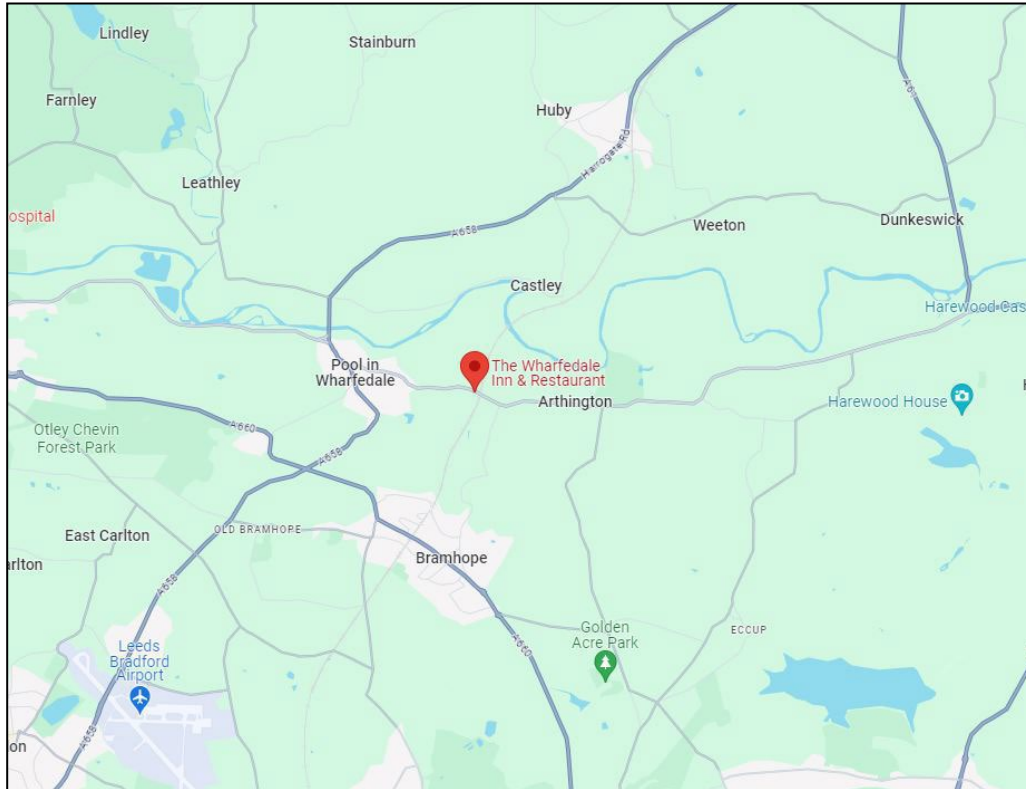 Lindley
Stainburn
Farnley
Huby
A61
Harrogate Rd
Leathley
ospital
A658
Weeton
Dunkeswick
Castley
Harewood Cas
Pool in
Wharfedale
The Wharfedale
Inn & Restaurant
Arthington
Harewood House
H
Otley Chevin
Forest Park
A660
A658
East Carlton
OLD BRAMHOPE
arlton
Bramhope
A658
Golden
Acre Park
ECCUP
A660
Leeds
Bradford
Airport
A658
on